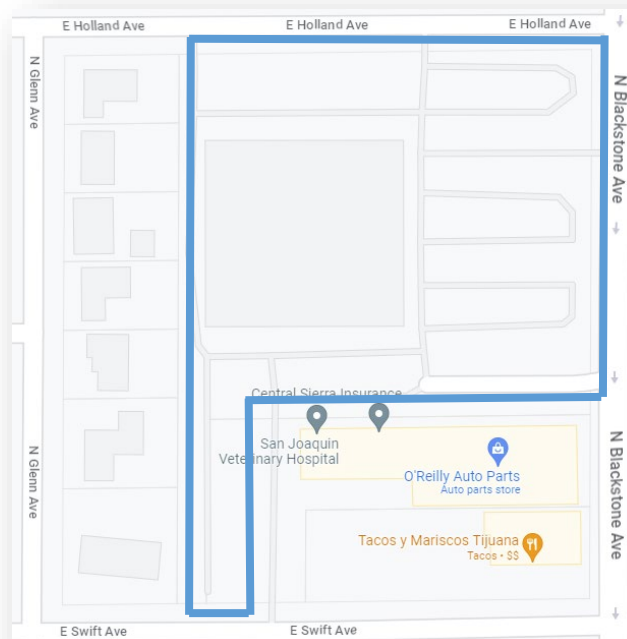 E Holland Ave
E Holland Ave
E Holland Ave
N Glenn Ave
N Blackstone Ave
Central Sierra Insurance
San Joaquin
Veterinary Hospital
O'Reilly Auto Parts
Auto parts store
N Glenn Ave
N Blackstone Ave
Tacos y Mariscos Tijuana
Tacos • $$
E Swift Ave
E Swift Ave